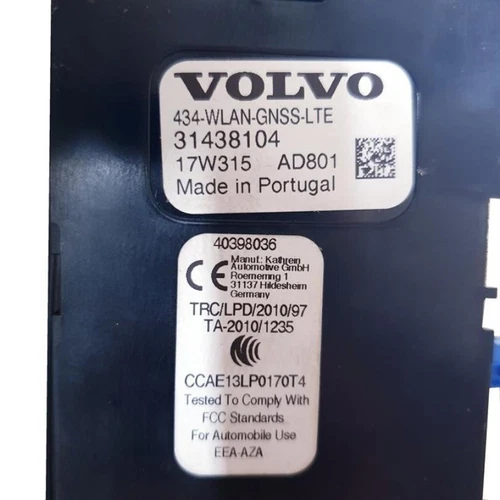 VOLVO
434-WLAN-GNSS-LTE
31438104
17W315 AD801
Made in Portugal
40398036
CE
Manuf.: Kathrein
Automotive GmbH
Roemerring 1
31137 Hildesheim
Germany
TRC/LPD/2010/97
TA-2010/1235
CCAE13LP0170T4
Tested To Comply With
FCC Standards
For Automobile Use
EEA-AZA